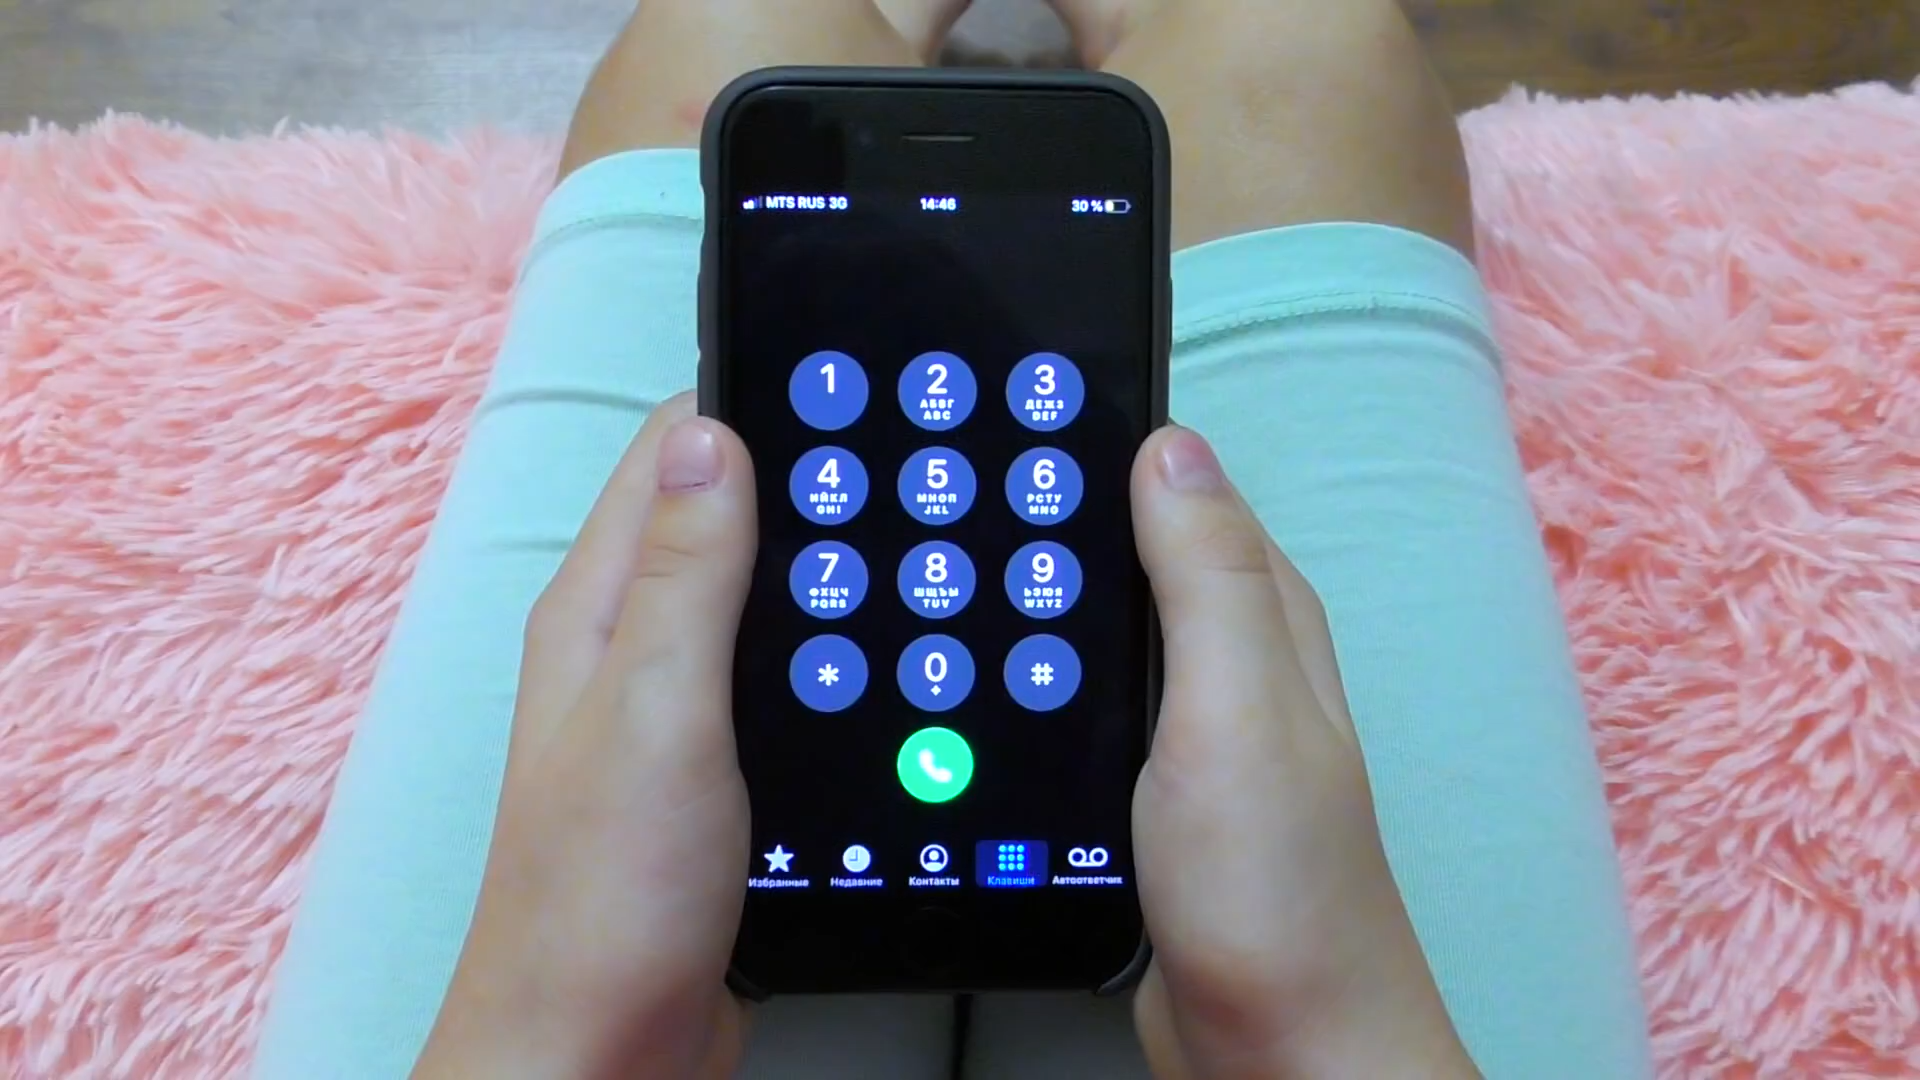 MTS RUS 3G 14:46 30 %
1 2 3
АБВГ ДЕЖЗ
ABC DEF
4 5 6
ИЙКЛ МНОП РСТУ
GHI JKL MNO
7 8 9
ФХЦЧ ШЩЪЫ ЬЭЮЯ
PQRS TUV WXYZ
* 0 #
+
Избранные Недавние Контакты Клавиши Автоответчик